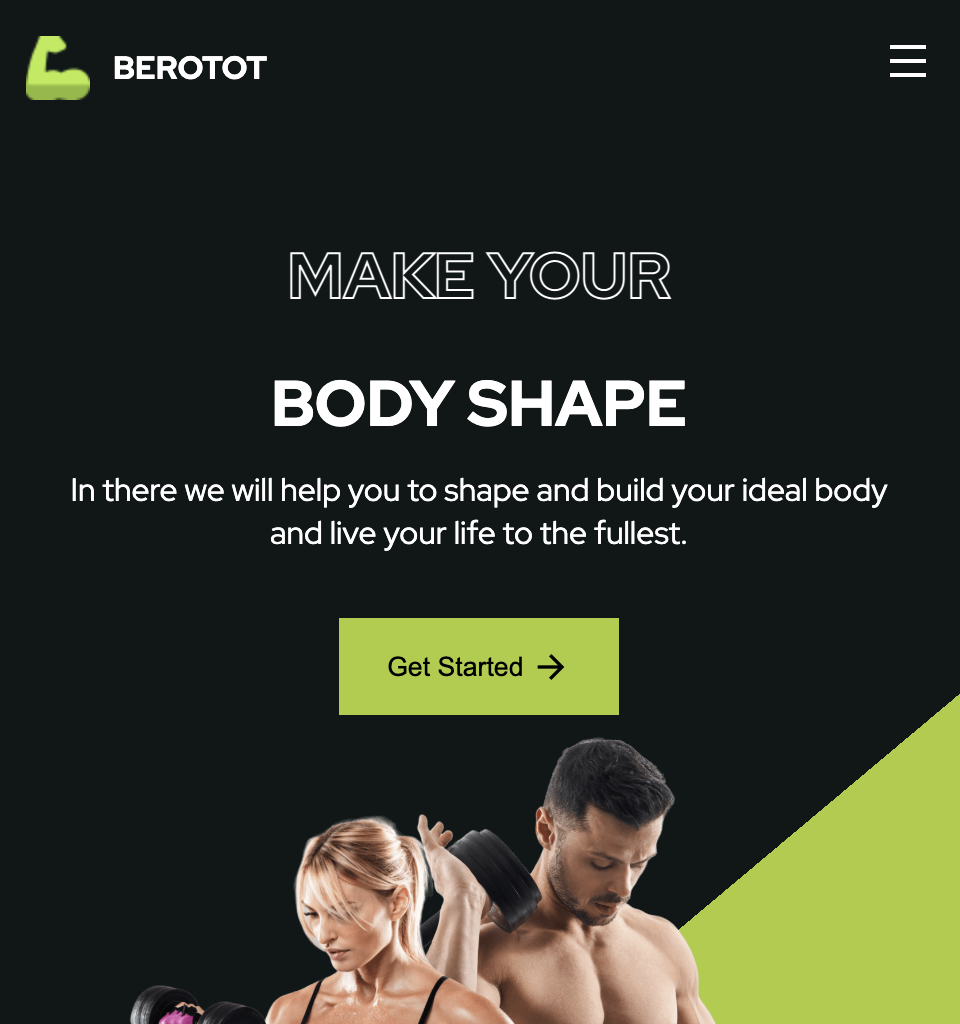 BEROTOT
MAKE YOUR
BODY SHAPE
In there we will help you to shape and build your ideal body
and live your life to the fullest.
Get Started